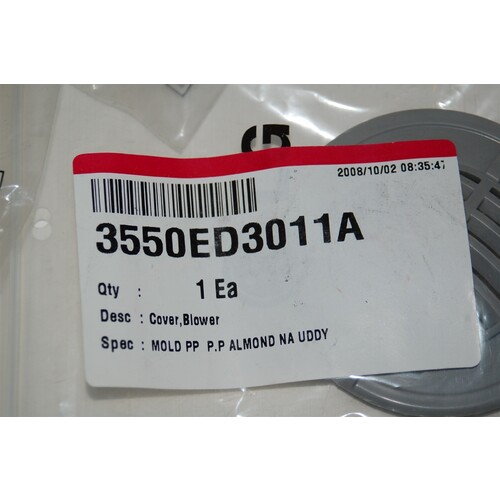 2008/10/02 08:35:47
3550ED3011A
Qty : 1 Ea
Desc : Cover,Blower
Spec : MOLD PP P.P ALMOND NA UDDY